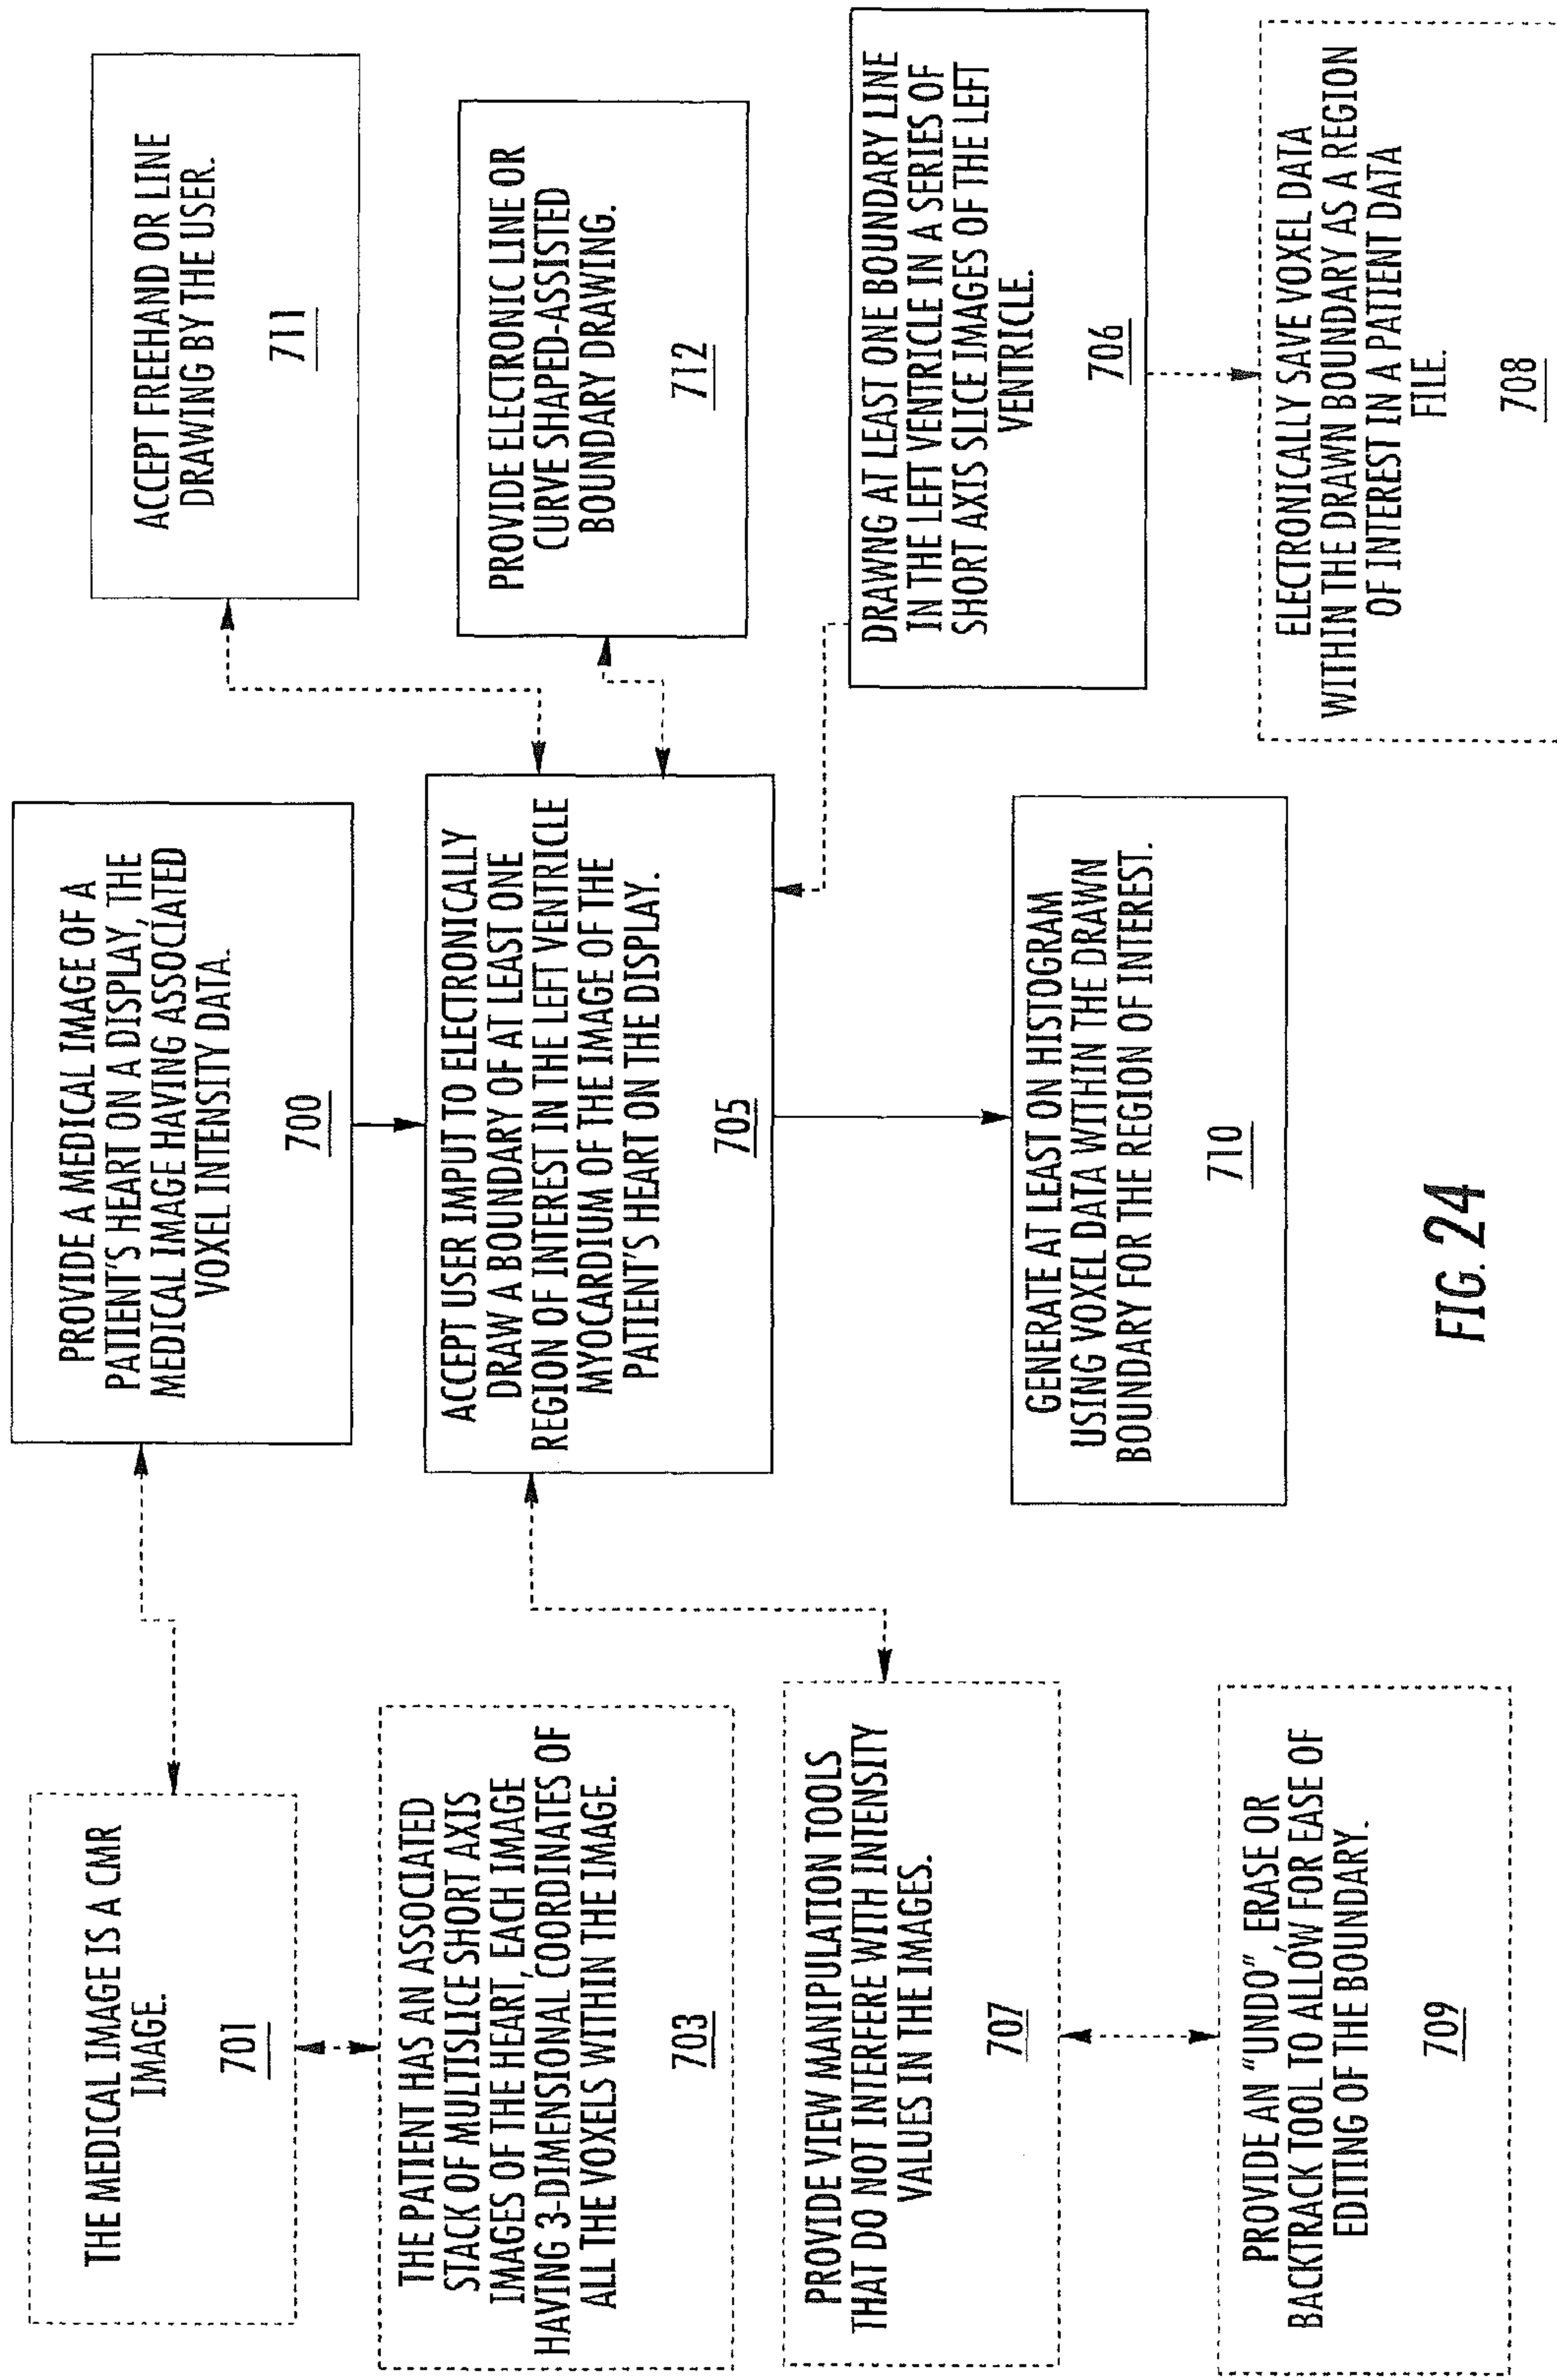 PROVIDE A MEDICAL IMAGE OF A
PATIENT'S HEART ON A DISPLAY, THE
MEDICAL IMAGE HAVING ASSOCIATED
VOXEL INTENSITY DATA.
700
THE MEDICAL IMAGE IS A CMR
IMAGE.
701
THE PATIENT HAS AN ASSOCIATED
STACK OF MULTISLICE SHORT AXIS
IMAGES OF THE HEART, EACH IMAGE
HAVING 3-DIMENSIONAL COORDINATES OF
ALL THE VOXELS WITHIN THE IMAGE.
703
ACCEPT USER IMPUT TO ELECTRONICALLY
DRAW A BOUNDARY OF AT LEAST ONE
REGION OF INTEREST IN THE LEFT VENTRICLE
MYOCARDIUM OF THE IMAGE OF THE
PATIENT'S HEART ON THE DISPLAY.
705
ACCEPT FREEHAND OR LINE
DRAWING BY THE USER.
711
PROVIDE ELECTRONIC LINE OR
CURVE SHAPED-ASSISTED
BOUNDARY DRAWING.
712
PROVIDE VIEW MANIPULATION TOOLS
THAT DO NOT INTERFERE WITH INTENSITY
VALUES IN THE IMAGES.
707
DRAWNG AT LEAST ONE BOUNDARY LINE
IN THE LEFT VENTRICLE IN A SERIES OF
SHORT AXIS SLICE IMAGES OF THE LEFT
VENTRICLE.
706
GENERATE AT LEAST ON HISTOGRAM
USING VOXEL DATA WITHIN THE DRAWN
BOUNDARY FOR THE REGION OF INTEREST.
710
PROVIDE AN "UNDO", ERASE OR
BACKTRACK TOOL TO ALLOW FOR EASE OF
EDITING OF THE BOUNDARY.
709
ELECTRONICALLY SAVE VOXEL DATA
WITHIN THE DRAWN BOUNDARY AS A REGION
OF INTEREST IN A PATIENT DATA
FILE.
708
FIG. 24